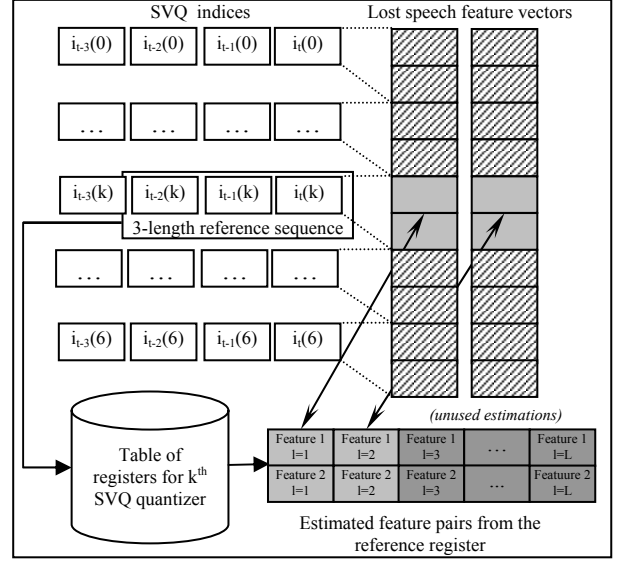 SVQ indices
Lost speech feature vectors
i_{t-3}(0) i_{t-2}(0) i_{t-1}(0) i_t(0)
… … … …
i_{t-3}(k) i_{t-2}(k) i_{t-1}(k) i_t(k)
3-length reference sequence
… … … …
i_{t-3}(6) i_{t-2}(6) i_{t-1}(6) i_t(6)
(unused estimations)
Table of
registers for k^{th}
SVQ quantizer
Feature 1 Feature 1 Feature 1 … Feature 1
l=1 l=2 l=3 l=L
Feature 2 Feature 2 Feature 2 … Featuure 2
l=1 l=2 l=3 l=L
Estimated feature pairs from the
reference register